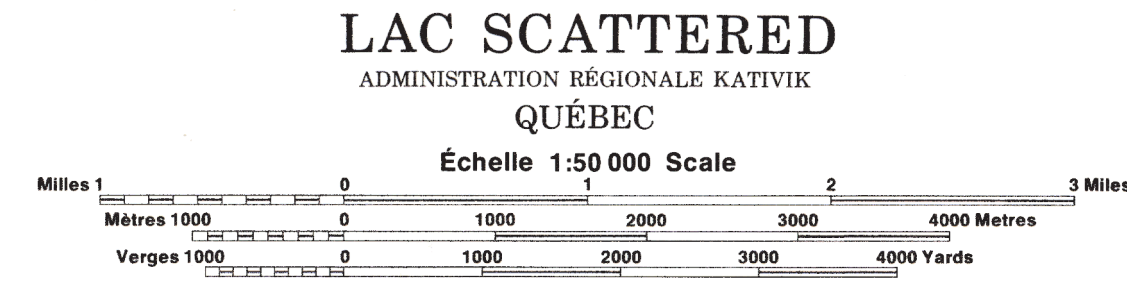 LAC SCATTERED
ADMINISTRATION RÉGIONALE KATIVIK
QUÉBEC
Échelle 1:50 000 Scale
Milles 1 0 1 2 3 Miles
Mètres 1000 0 1000 2000 3000 4000 Metres
Verges 1000 0 1000 2000 3000 4000 Yards